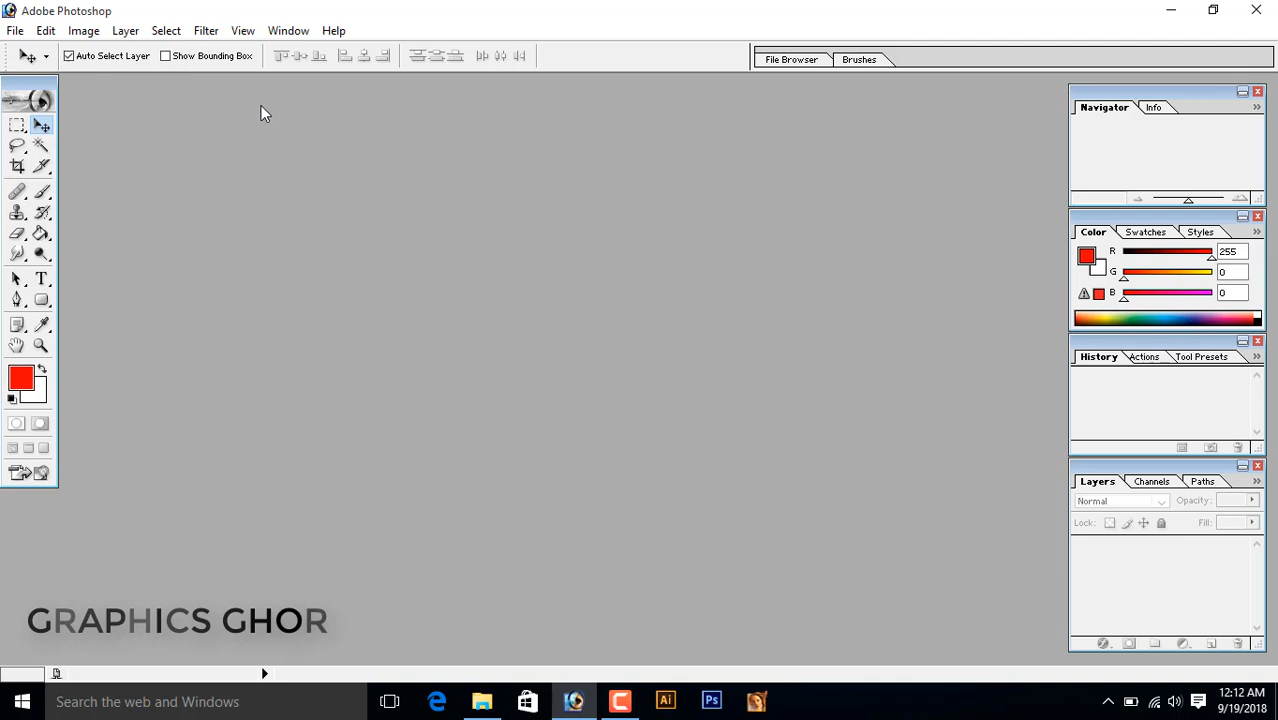 Adobe Photoshop
File Edit Image Layer Select Filter View Window Help
Auto Select Layer Show Bounding Box File Browser Brushes
Navigator Info
Color Swatches Styles
R 255
G 0
B 0
History Actions Tool Presets
Layers Channels Paths
Normal Opacity:
Lock: Fill:
GRAPHICS GHOR
Search the web and Windows Ai Ps 12:12 AM
9/19/2018